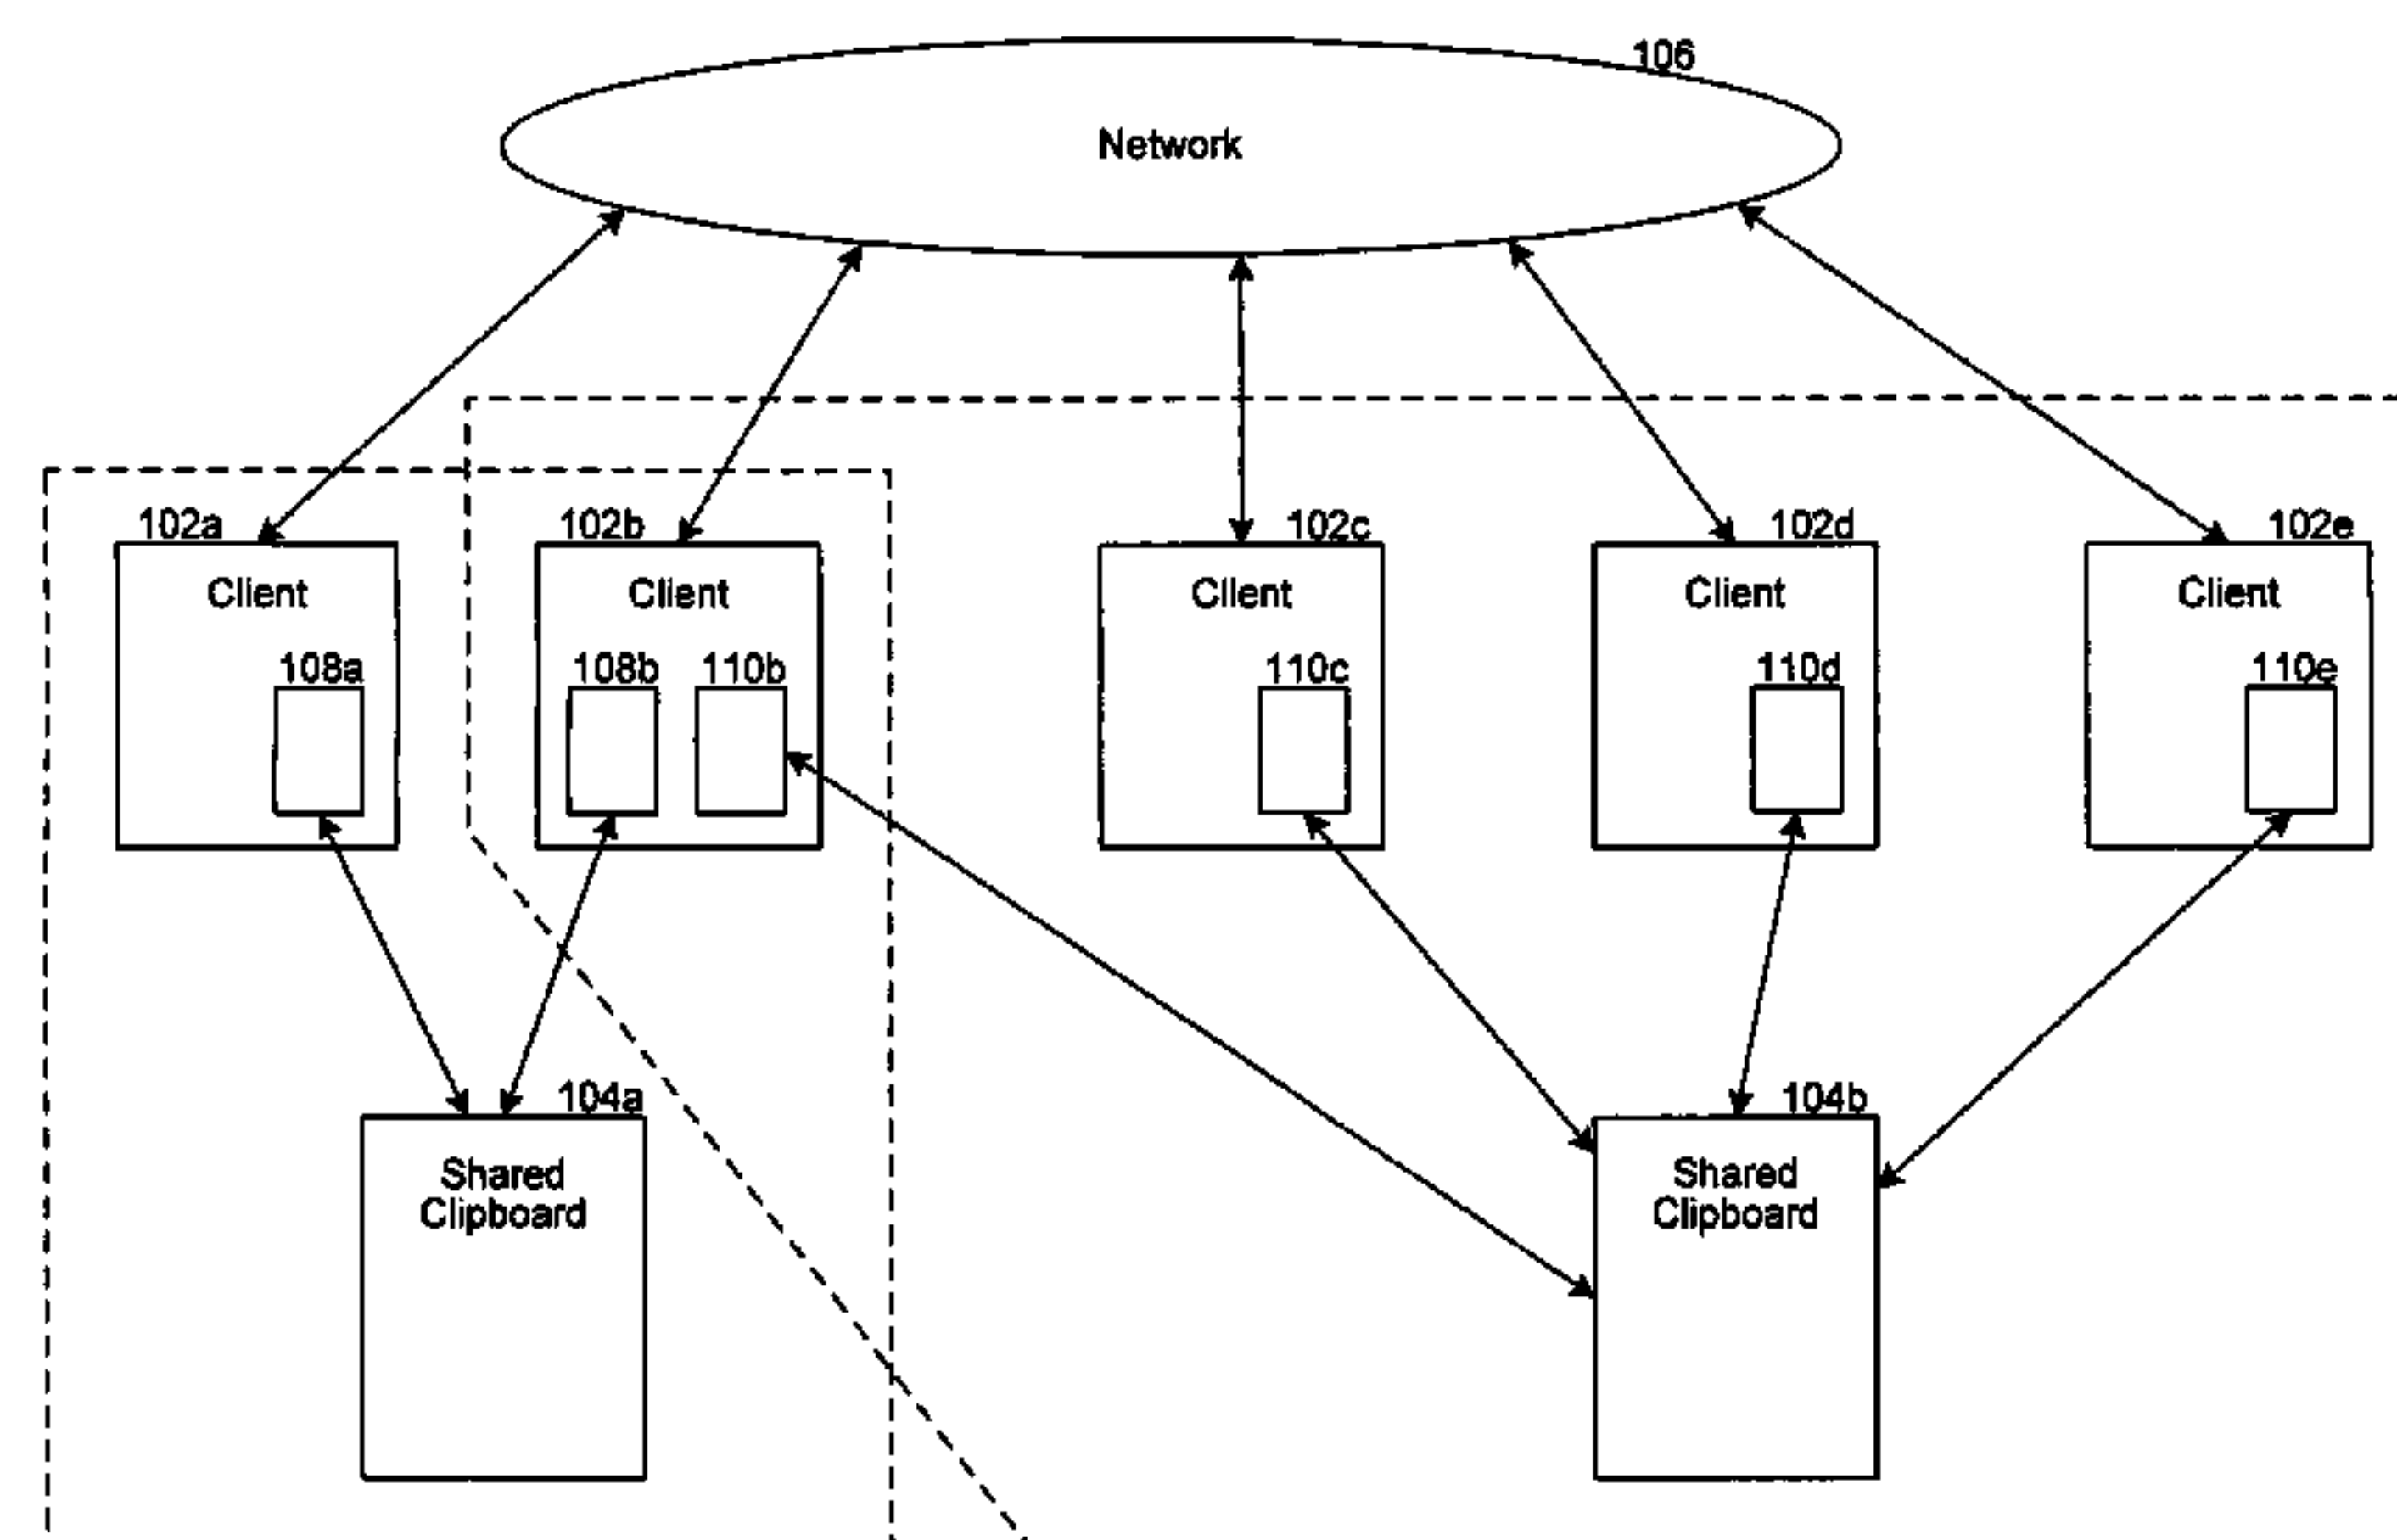 106
Network
102a
102b
102c
102d
102e
Client
Client
Client
Client
Client
108a
108b
110b
110c
110d
110e
104a
104b
Shared
Clipboard
Shared
Clipboard